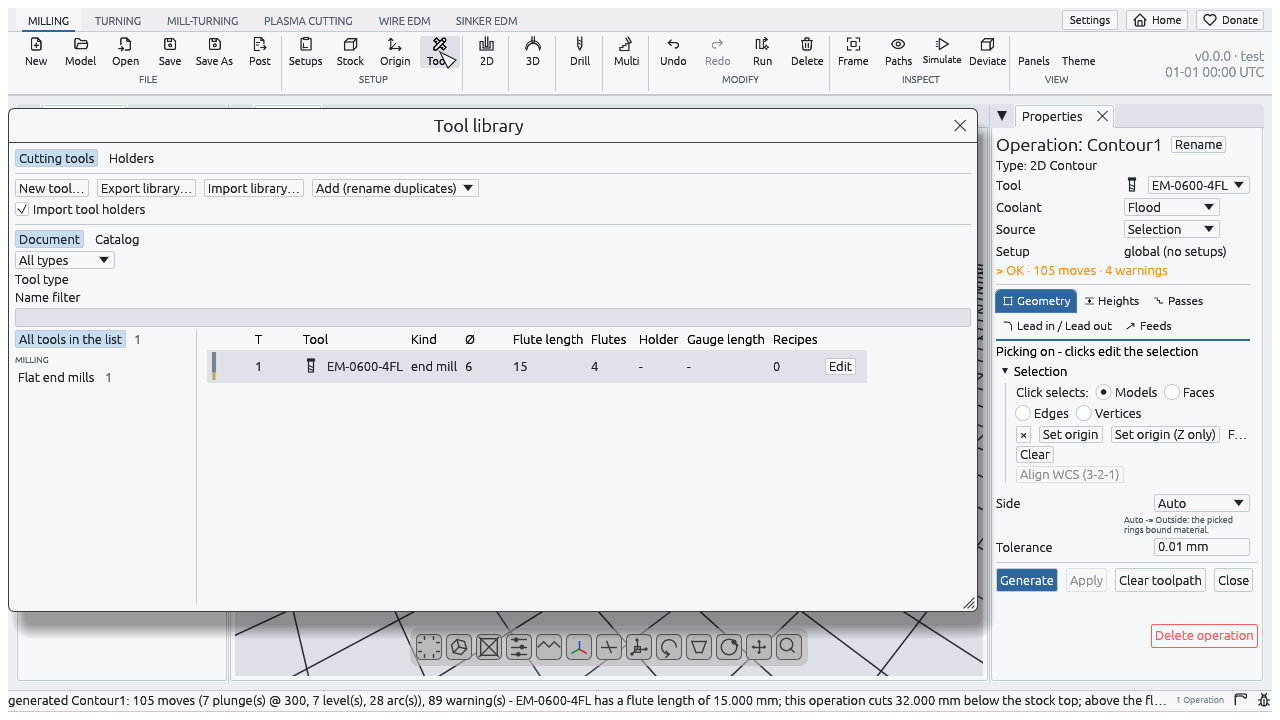 MILLING TURNING MILL-TURNING PLASMA CUTTING WIRE EDM SINKER EDM Settings Home Donate
New Model Open Save Save As Post Setups Stock Origin 2D 3D Drill Multi Undo Redo Run Delete Frame Paths Simulate Deviate Panels Theme
FILE SETUP MODIFY INSPECT VIEW
v0.0.0 · test
01-01 00:00 UTC
Tool library
Cutting tools Holders
New tool... Export library... Import library... Add (rename duplicates)
Import tool holders
Document Catalog
All types
Tool type
Name filter
All tools in the list 1
MILLING
Flat end mills 1
T Tool Kind Ø Flute length Flutes Holder Gauge length Recipes
1 EM-0600-4FL end mill 6 15 4 - - 0 Edit
Properties
Operation: Contour1 Rename
Type: 2D Contour
Tool EM-0600-4FL
Coolant Flood
Source Selection
Setup global (no setups)
> OK · 105 moves · 4 warnings
Geometry Heights Passes
Lead in / Lead out Feeds
Picking on - clicks edit the selection
Selection
Click selects: Models Faces
Edges Vertices
× Set origin Set origin (Z only) F...
Clear
Align WCS (3-2-1)
Side Auto
Auto -> Outside: the picked
rings bound material.
Tolerance 0.01 mm
Generate Apply Clear toolpath Close
Delete operation
generated Contour1: 105 moves (7 plunge(s) @ 300, 7 level(s), 28 arc(s)), 89 warning(s) - EM-0600-4FL has a flute length of 15.000 mm; this operation cuts 32.000 mm below the stock top; above the fl... 1 Operation